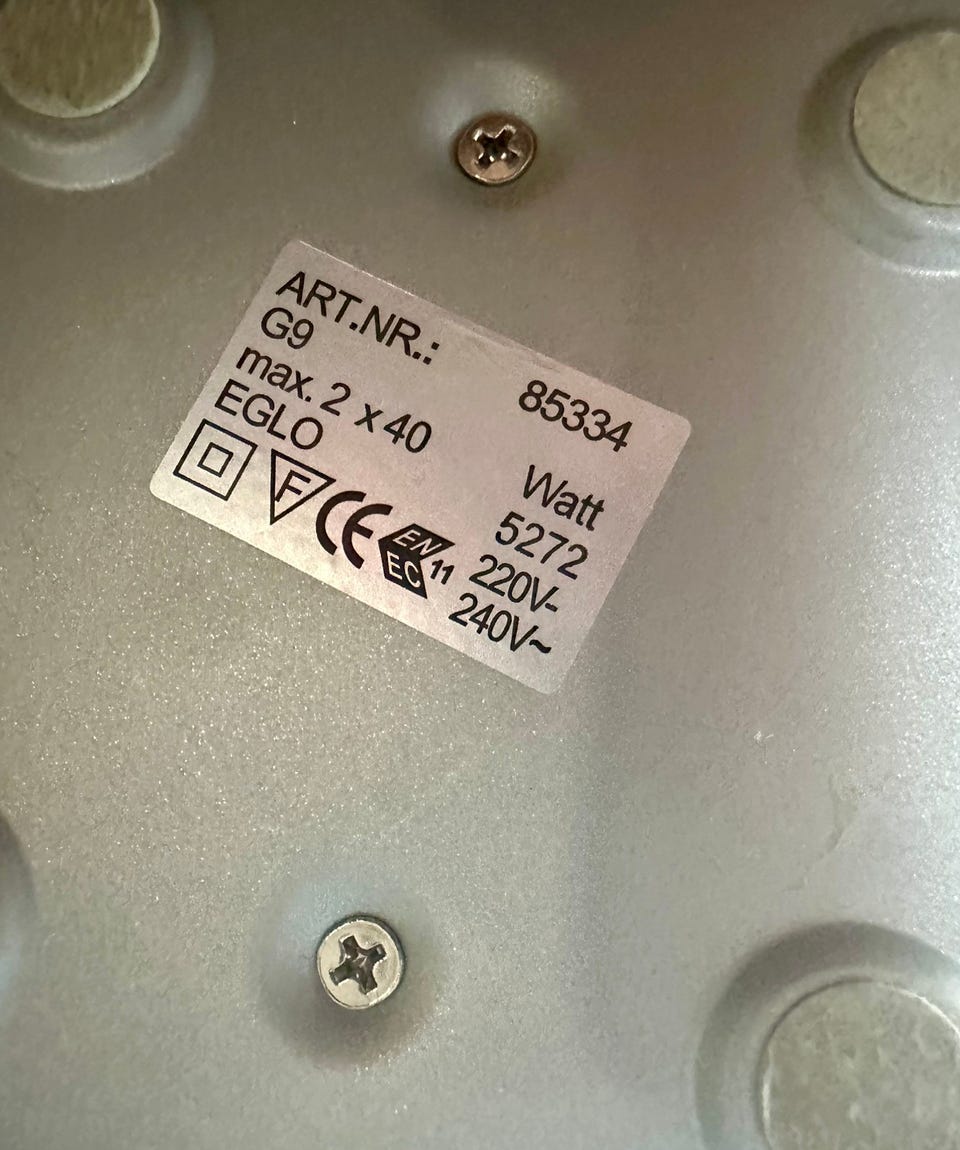 ART.NR.: 85334
G9
max. 2 x 40 Watt
EGLO 5272
F CE EN EC 11 220V-
240V~